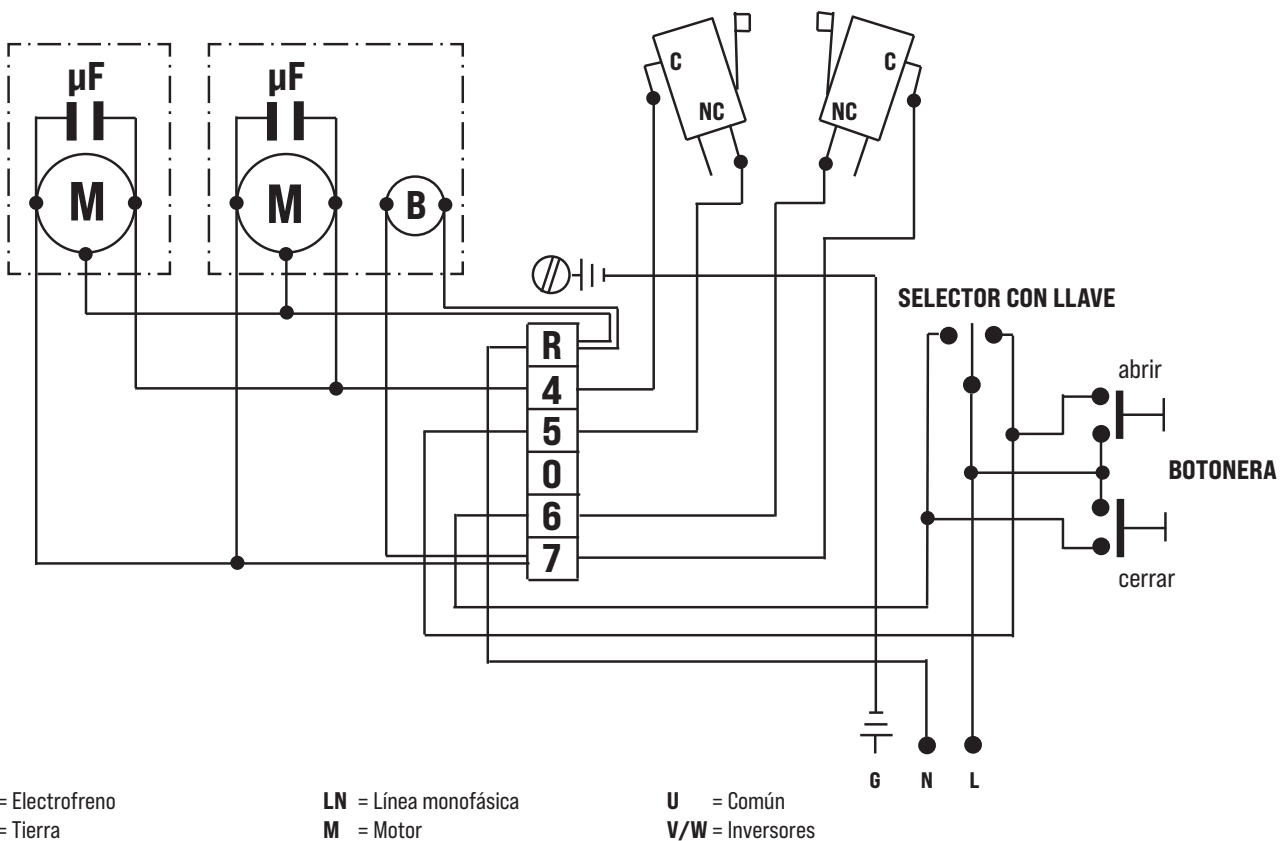 µF µF
C C
NC NC
M M B
SELECTOR CON LLAVE
R
abrir
4
5
BOTONERA
0
6
7
cerrar
G N L
= Electrofreno LN = Línea monofásica U = Común
= Tierra M = Motor V/W = Inversores